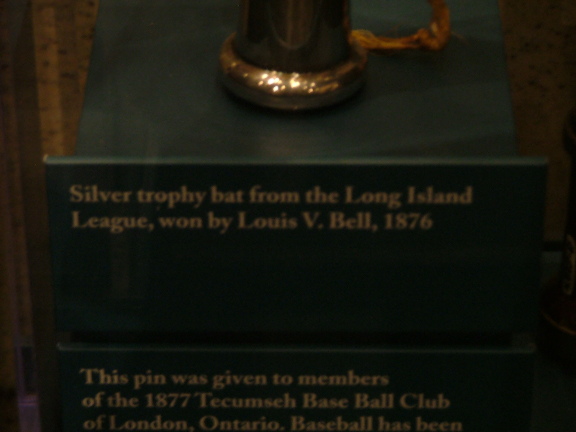 Silver trophy bat from the Long Island
League, won by Louis V. Bell, 1876
This pin was given to members
of the 1877 Tecumseh Base Ball Club
of London, Ontario. Baseball has been